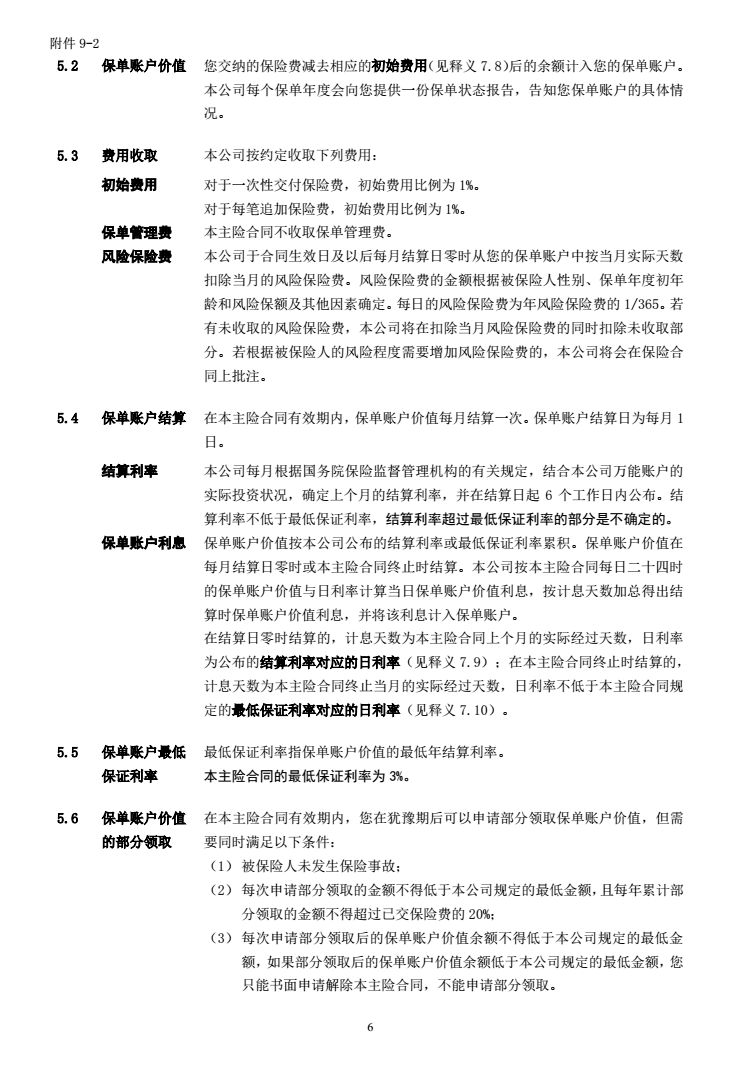 附件 9-2
5.2 保单账户价值 您交纳的保险费减去相应的初始费用(见释义 7.8)后的余额计入您的保单账户。
本公司每个保单年度会向您提供一份保单状态报告，告知您保单账户的具体情
况。
5.3 费用收取 本公司按约定收取下列费用：
初始费用 对于一次性交付保险费，初始费用比例为 1%。
对于每笔追加保险费，初始费用比例为 1%。
保单管理费 本主险合同不收取保单管理费。
风险保险费 本公司于合同生效日及以后每月结算日零时从您的保单账户中按当月实际天数
扣除当月的风险保险费。风险保险费的金额根据被保险人性别、保单年度初年
龄和风险保额及其他因素确定。每日的风险保险费为年风险保险费的 1/365。若
有未收取的风险保险费，本公司将在扣除当月风险保险费的同时扣除未收取部
分。若根据被保险人的风险程度需要增加风险保险费的，本公司将会在保险合
同上批注。
5.4 保单账户结算 在本主险合同有效期内，保单账户价值每月结算一次。保单账户结算日为每月 1
日。
结算利率 本公司每月根据国务院保险监督管理机构的有关规定，结合本公司万能账户的
实际投资状况，确定上个月的结算利率，并在结算日起 6 个工作日内公布。结
算利率不低于最低保证利率，结算利率超过最低保证利率的部分是不确定的。
保单账户利息 保单账户价值按本公司公布的结算利率或最低保证利率累积。保单账户价值在
每月结算日零时或本主险合同终止时结算。本公司按本主险合同每日二十四时
的保单账户价值与日利率计算当日保单账户价值利息，按计息天数加总得出结
算时保单账户价值利息，并将该利息计入保单账户。
在结算日零时结算的，计息天数为本主险合同上个月的实际经过天数，日利率
为公布的结算利率对应的日利率（见释义 7.9）；在本主险合同终止时结算的，
计息天数为本主险合同终止当月的实际经过天数，日利率不低于本主险合同规
定的最低保证利率对应的日利率（见释义 7.10）。
5.5 保单账户最低 最低保证利率指保单账户价值的最低年结算利率。
保证利率 本主险合同的最低保证利率为 3%。
5.6 保单账户价值 在本主险合同有效期内，您在犹豫期后可以申请部分领取保单账户价值，但需
的部分领取 要同时满足以下条件：
（1） 被保险人未发生保险事故；
（2） 每次申请部分领取的金额不得低于本公司规定的最低金额，且每年累计部
分领取的金额不得超过已交保险费的 20%；
（3） 每次申请部分领取后的保单账户价值余额不得低于本公司规定的最低金
额，如果部分领取后的保单账户价值余额低于本公司规定的最低金额，您
只能书面申请解除本主险合同，不能申请部分领取。
6